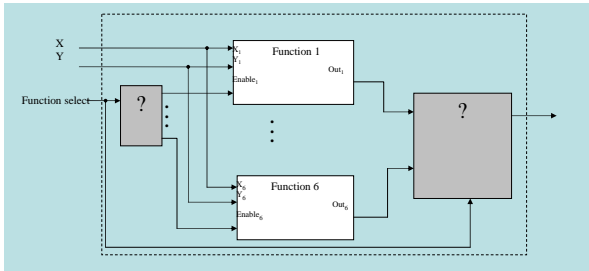 X
Y
Function select
?
X1
Y1
Enable1
Function 1
Out1
?
X6
Y6
Enable6
Function 6
Out6